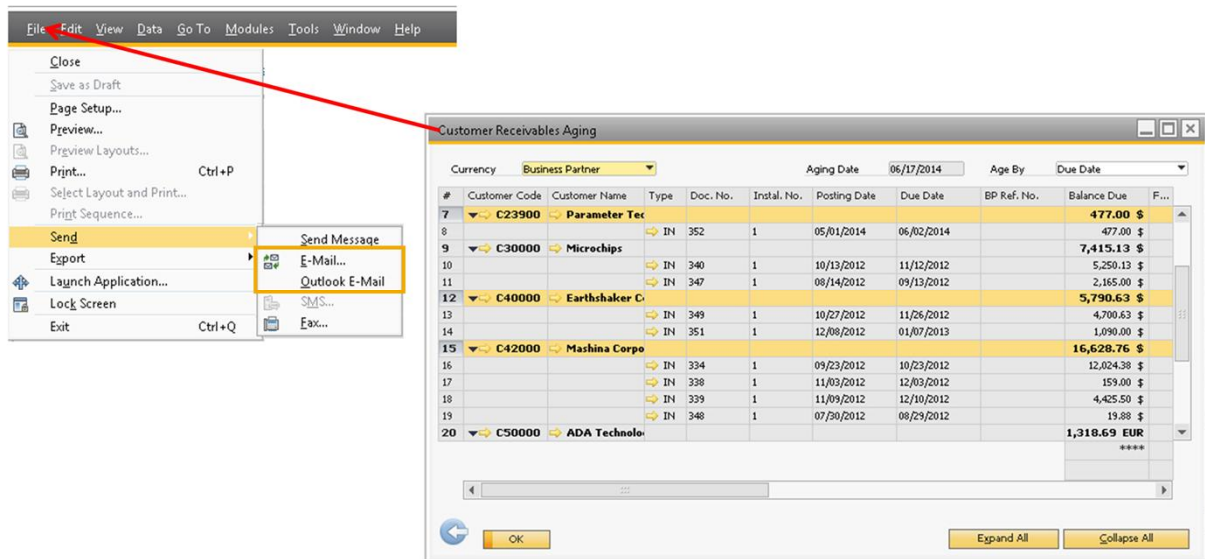 File Edit View Data Go To Modules Tools Window Help
Close
Save as Draft
Page Setup...
Preview...
Preview Layouts...
Print... Ctrl+P
Select Layout and Print...
Print Sequence...
Send
Export
Launch Application...
Lock Screen
Exit Ctrl+Q
Send Message
E-Mail...
Outlook E-Mail
SMS...
Fax...
Customer Receivables Aging
Currency Business Partner Aging Date 06/17/2014 Age By Due Date
# Customer Code Customer Name Type Doc. No. Instal. No. Posting Date Due Date BP Ref. No. Balance Due F...
7 C23900 Parameter Tec 477.00 $
8 IN 352 1 05/01/2014 06/02/2014 477.00 $
9 C30000 Microchips 7,415.13 $
10 IN 340 1 10/13/2012 11/12/2012 5,250.13 $
11 IN 347 1 08/14/2012 09/13/2012 2,165.00 $
12 C40000 Earthshaker C 5,790.63 $
13 IN 349 1 10/27/2012 11/26/2012 4,700.63 $
14 IN 351 1 12/08/2012 01/07/2013 1,090.00 $
15 C42000 Mashina Corpo 16,628.76 $
16 IN 334 1 09/23/2012 10/23/2012 12,024.38 $
17 IN 338 1 11/03/2012 12/03/2012 159.00 $
18 IN 339 1 11/09/2012 12/10/2012 4,425.50 $
19 IN 348 1 07/30/2012 08/29/2012 19.88 $
20 C50000 ADA Technolo 1,318.69 EUR
****
OK Expand All Collapse All